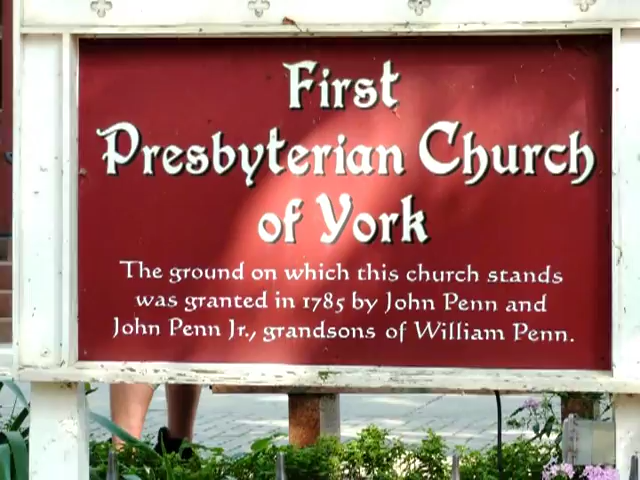 First
Presbyterian Church
of York
The ground on which this church stands
was granted in 1785 by John Penn and
John Penn Jr., grandsons of William Penn.